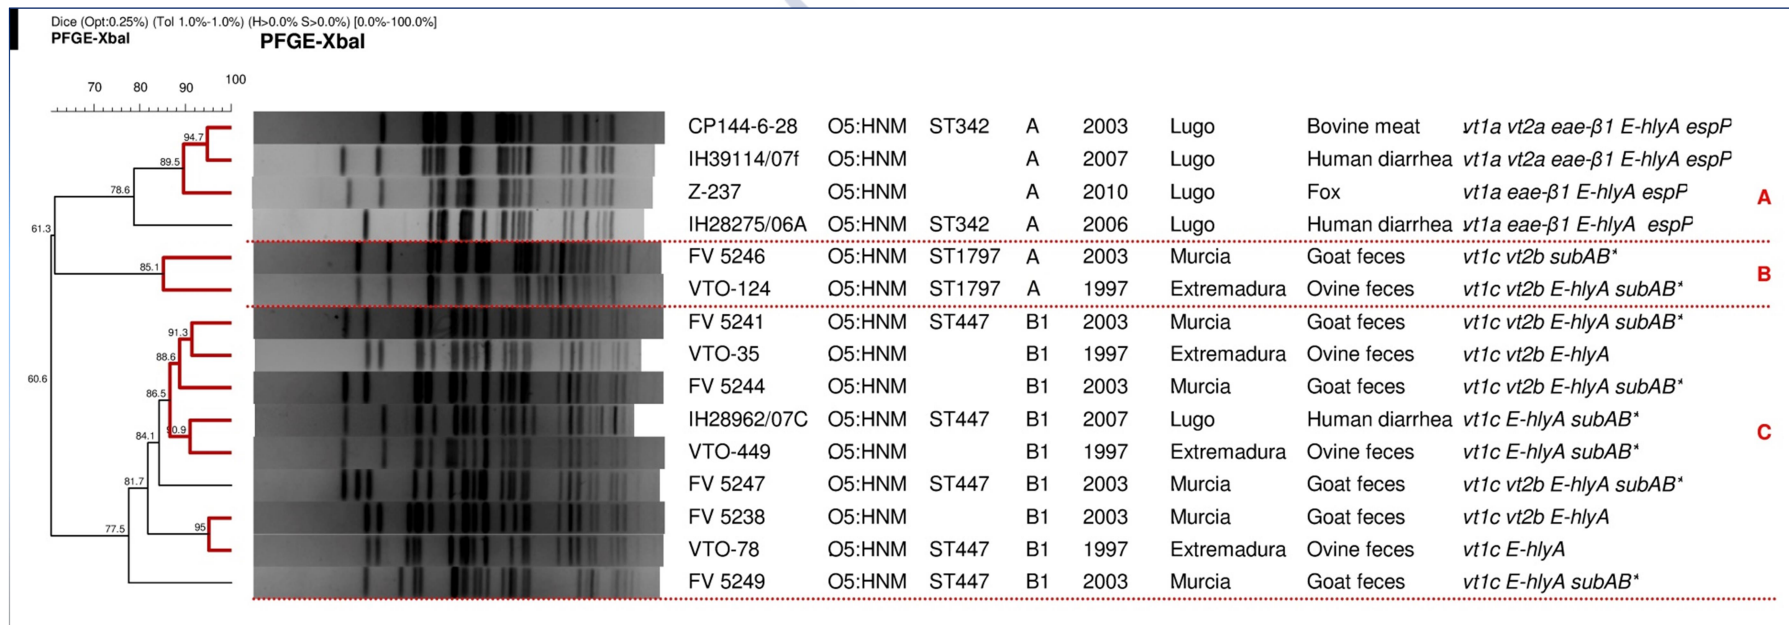 Dice (Opt:0.25%) (Tol 1.0%-1.0%) (H>0.0% S>0.0%) [0.0%-100.0%]
PFGE-XbaI PFGE-XbaI
70 80 90 100
94.7
89.5
78.6
61.3
85.1
91.3
88.6
60.6
86.5
90.9
84.1
81.7
95
77.5
CP144-6-28 O5:HNM ST342 A 2003 Lugo Bovine meat vt1a vt2a eae-β1 E-hlyA espP
IH39114/07f O5:HNM A 2007 Lugo Human diarrhea vt1a vt2a eae-β1 E-hlyA espP
Z-237 O5:HNM A 2010 Lugo Fox vt1a eae-β1 E-hlyA espP
A
IH28275/06A O5:HNM ST342 A 2006 Lugo Human diarrhea vt1a eae-β1 E-hlyA espP
FV 5246 O5:HNM ST1797 A 2003 Murcia Goat feces vt1c vt2b subAB*
B
VTO-124 O5:HNM ST1797 A 1997 Extremadura Ovine feces vt1c vt2b E-hlyA subAB*
FV 5241 O5:HNM ST447 B1 2003 Murcia Goat feces vt1c vt2b E-hlyA subAB*
VTO-35 O5:HNM B1 1997 Extremadura Ovine feces vt1c vt2b E-hlyA
FV 5244 O5:HNM B1 2003 Murcia Goat feces vt1c vt2b E-hlyA subAB*
IH28962/07C O5:HNM ST447 B1 2007 Lugo Human diarrhea vt1c E-hlyA subAB*
C
VTO-449 O5:HNM B1 1997 Extremadura Ovine feces vt1c E-hlyA subAB*
FV 5247 O5:HNM ST447 B1 2003 Murcia Goat feces vt1c vt2b E-hlyA subAB*
FV 5238 O5:HNM B1 2003 Murcia Goat feces vt1c vt2b E-hlyA
VTO-78 O5:HNM ST447 B1 1997 Extremadura Ovine feces vt1c E-hlyA
FV 5249 O5:HNM ST447 B1 2003 Murcia Goat feces vt1c E-hlyA subAB*